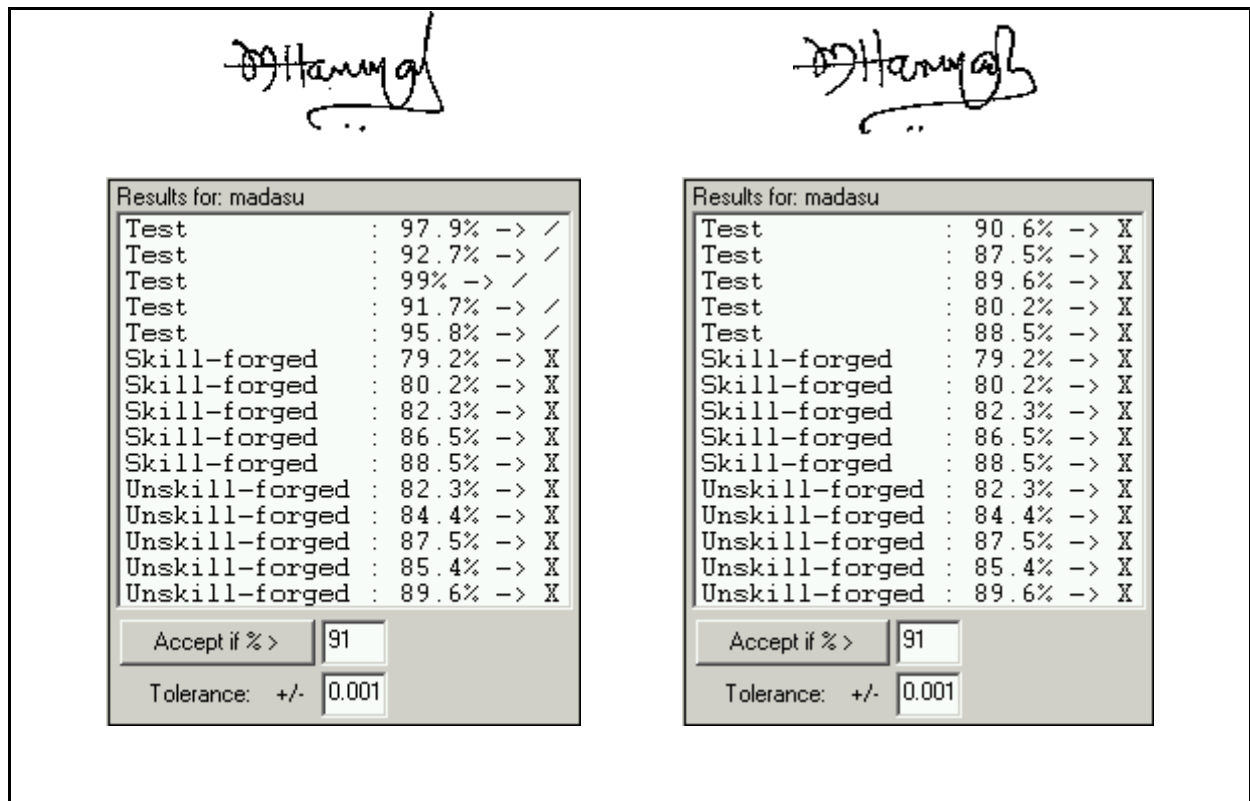 Results for: madasu
Test : 97.9% -> /
Test : 92.7% -> /
Test : 99% -> /
Test : 91.7% -> /
Test : 95.8% -> /
Skill-forged : 79.2% -> X
Skill-forged : 80.2% -> X
Skill-forged : 82.3% -> X
Skill-forged : 86.5% -> X
Skill-forged : 88.5% -> X
Unskill-forged : 82.3% -> X
Unskill-forged : 84.4% -> X
Unskill-forged : 87.5% -> X
Unskill-forged : 85.4% -> X
Unskill-forged : 89.6% -> X
Accept if % > 91
Tolerance: +/- 0.001
Results for: madasu
Test : 90.6% -> X
Test : 87.5% -> X
Test : 89.6% -> X
Test : 80.2% -> X
Test : 88.5% -> X
Skill-forged : 79.2% -> X
Skill-forged : 80.2% -> X
Skill-forged : 82.3% -> X
Skill-forged : 86.5% -> X
Skill-forged : 88.5% -> X
Unskill-forged : 82.3% -> X
Unskill-forged : 84.4% -> X
Unskill-forged : 87.5% -> X
Unskill-forged : 85.4% -> X
Unskill-forged : 89.6% -> X
Accept if % > 91
Tolerance: +/- 0.001